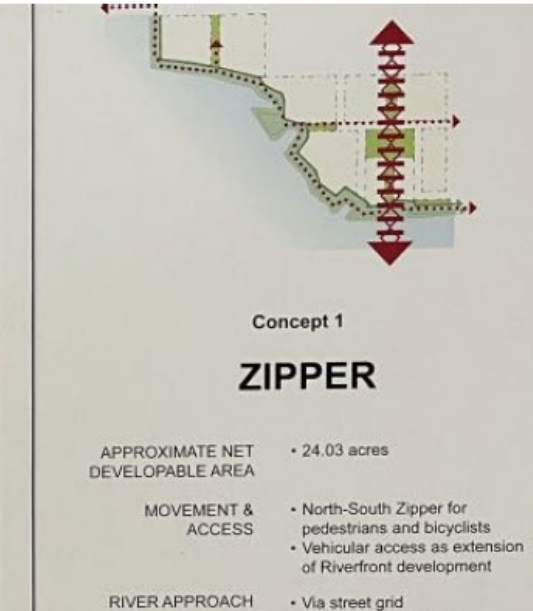 Concept 1
ZIPPER
APPROXIMATE NET
DEVELOPABLE AREA
• 24.03 acres
MOVEMENT &
ACCESS
• North-South Zipper for
pedestrians and bicyclists
• Vehicular access as extension
of Riverfront development
RIVER APPROACH
• Via street grid